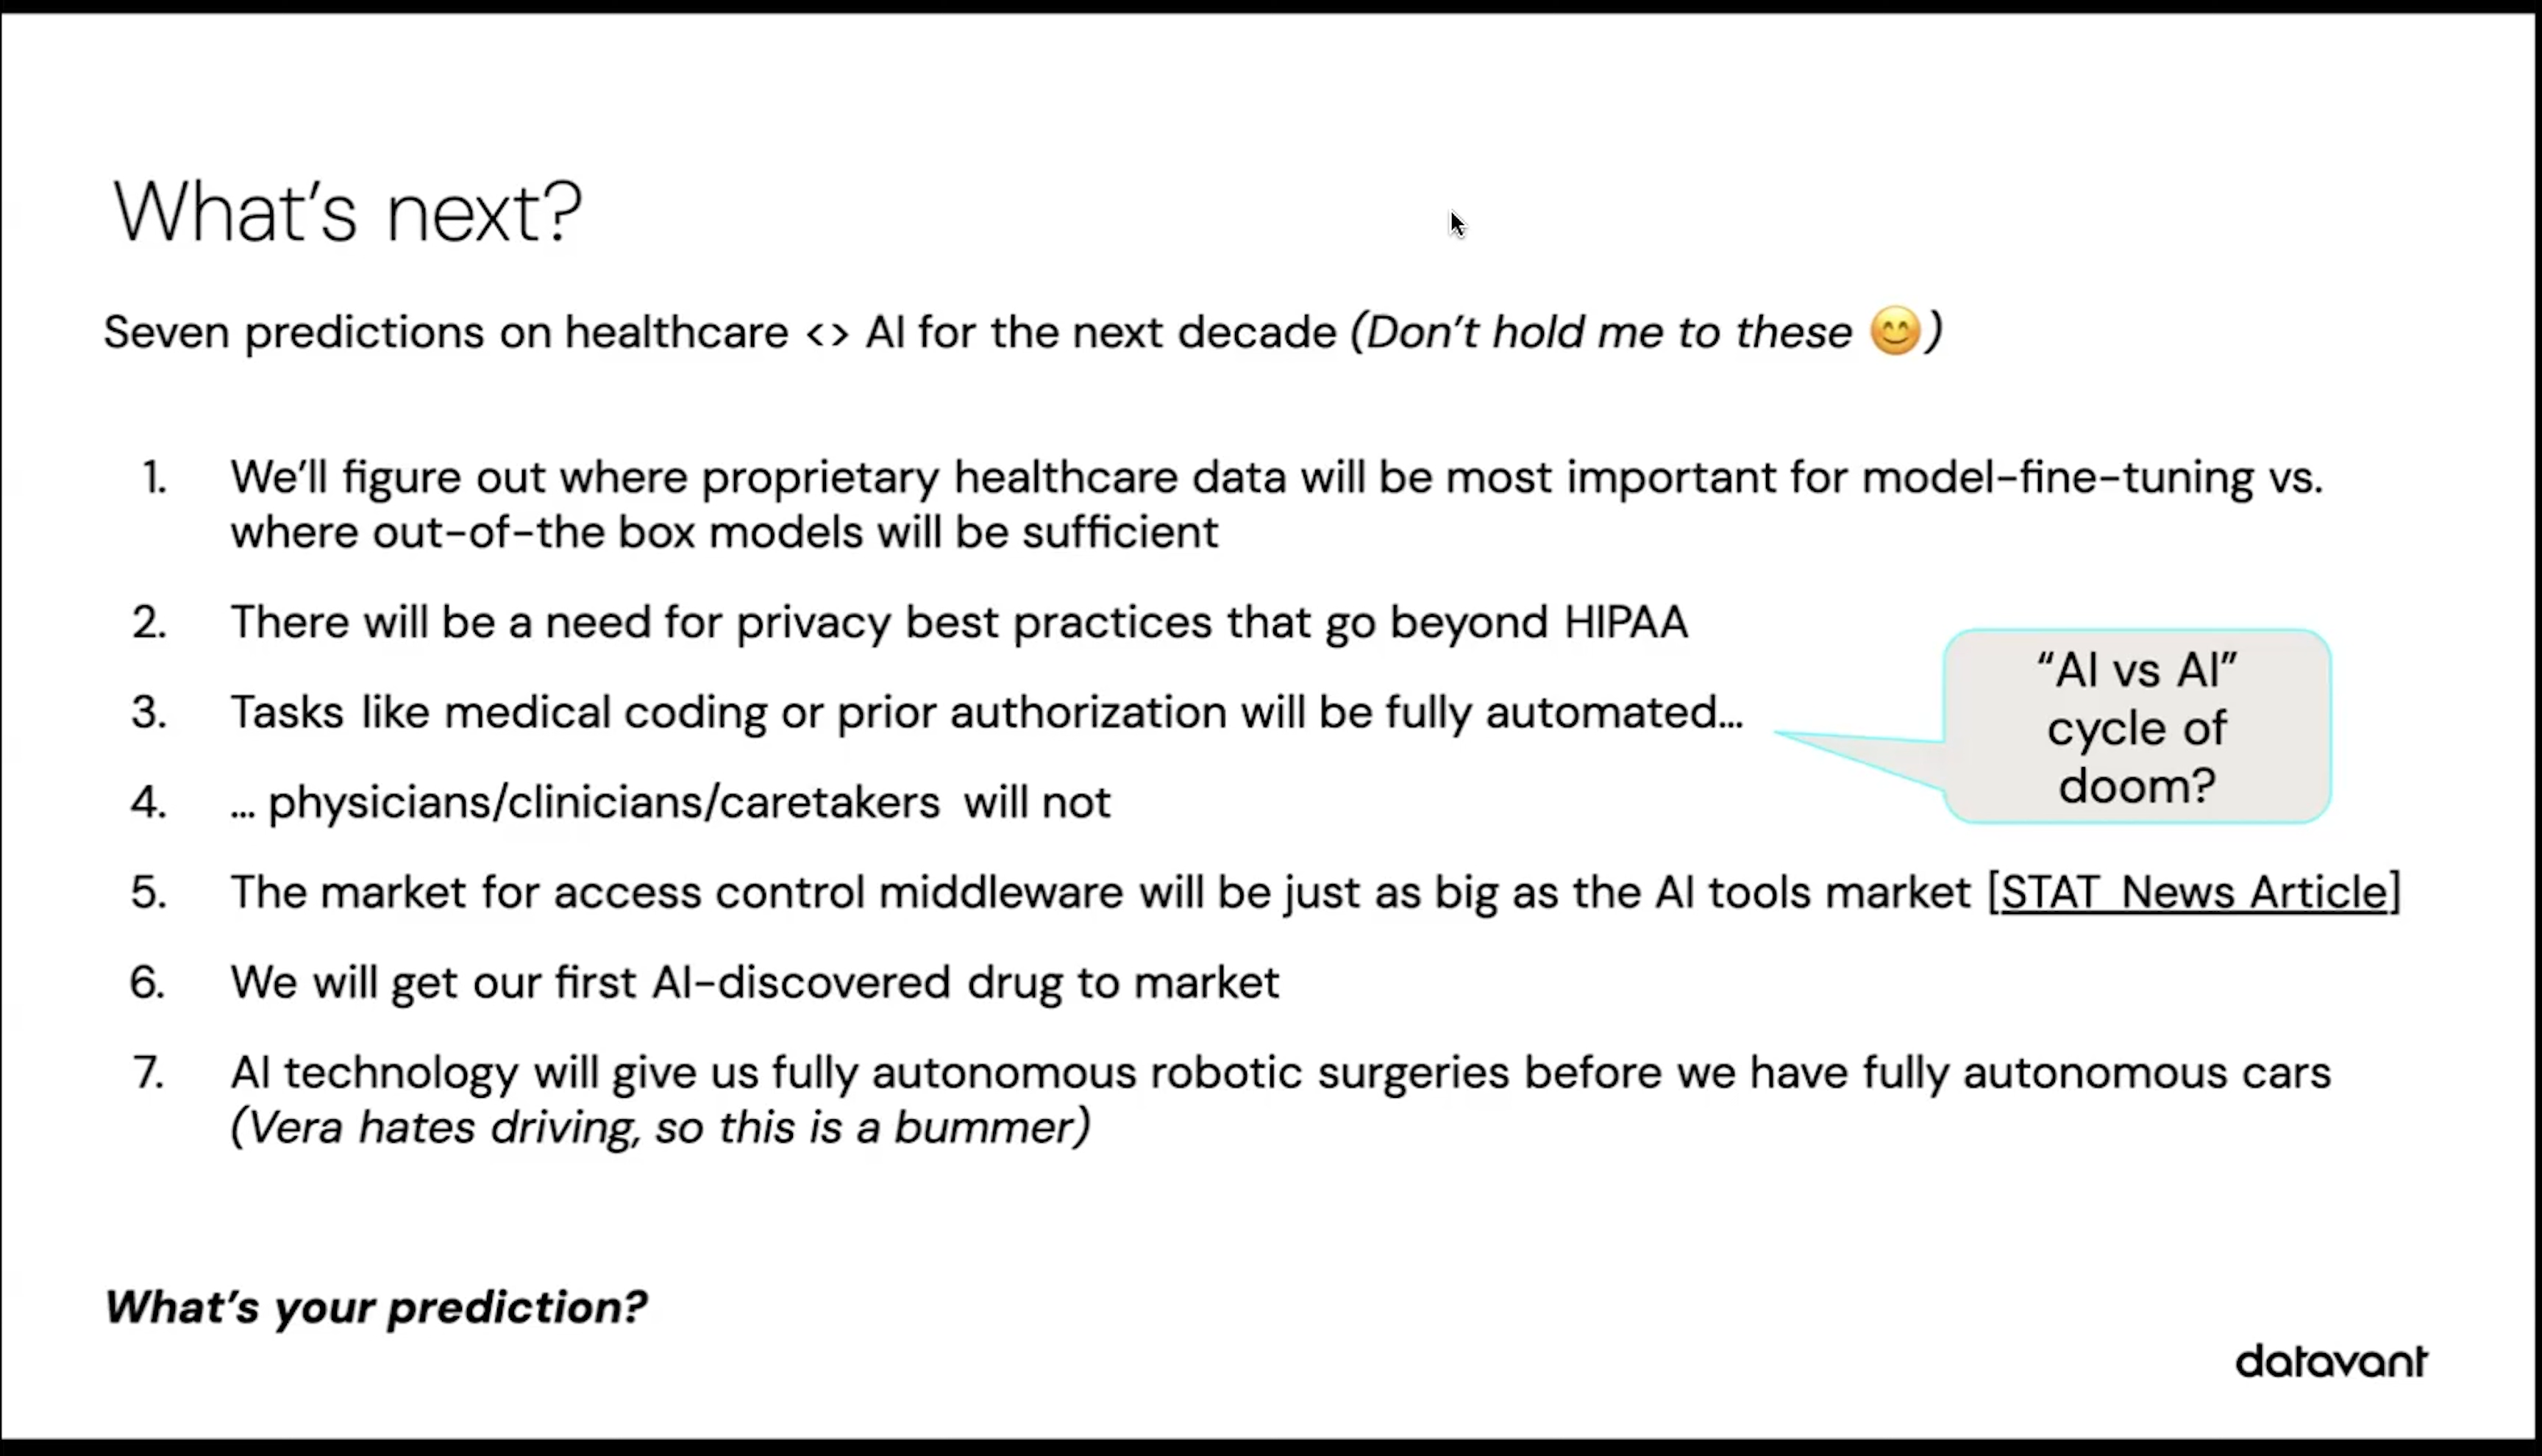 What’s next?
Seven predictions on healthcare <> AI for the next decade (Don’t hold me to these 😊)
1. We’ll figure out where proprietary healthcare data will be most important for model-fine-tuning vs.
where out-of-the box models will be sufficient
2. There will be a need for privacy best practices that go beyond HIPAA
3. Tasks like medical coding or prior authorization will be fully automated…
“AI vs AI”
cycle of
doom?
4. … physicians/clinicians/caretakers will not
5. The market for access control middleware will be just as big as the AI tools market [STAT News Article]
6. We will get our first AI-discovered drug to market
7. AI technology will give us fully autonomous robotic surgeries before we have fully autonomous cars
(Vera hates driving, so this is a bummer)
What’s your prediction?
datavant